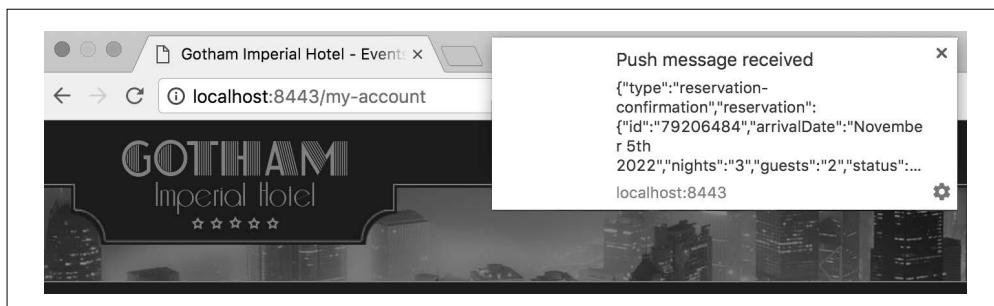 Gotham Imperial Hotel - Events
localhost:8443/my-account
Push message received
{"type":"reservation-
confirmation","reservation":
{"id":"79206484","arrivalDate":"Novembe
r 5th
2022","nights":"3","guests":"2","status":...
localhost:8443
GOTHAM
Imperial Hotel